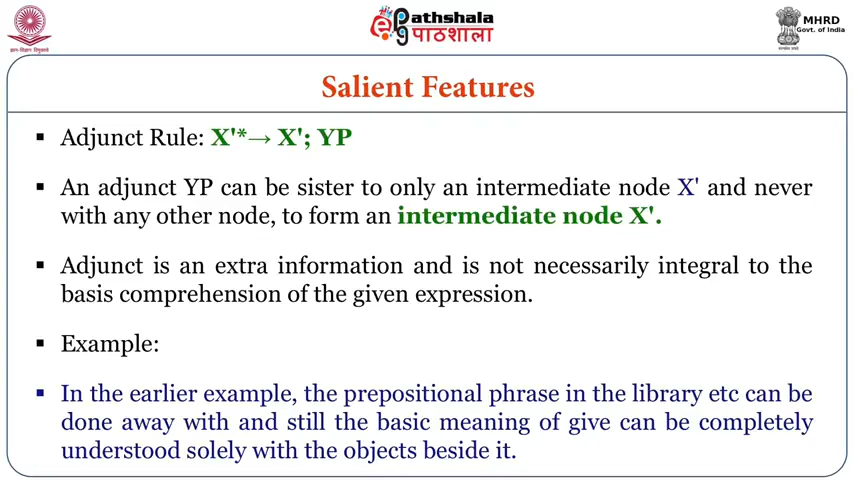 ePathshala
पाठशाला
MHRD
Govt. of India
ज्ञान-विज्ञान विमुक्तये
Salient Features
▪ Adjunct Rule: X'*→ X'; YP
▪ An adjunct YP can be sister to only an intermediate node X' and never
with any other node, to form an intermediate node X'.
▪ Adjunct is an extra information and is not necessarily integral to the
basis comprehension of the given expression.
▪ Example:
▪ In the earlier example, the prepositional phrase in the library etc can be
done away with and still the basic meaning of give can be completely
understood solely with the objects beside it.